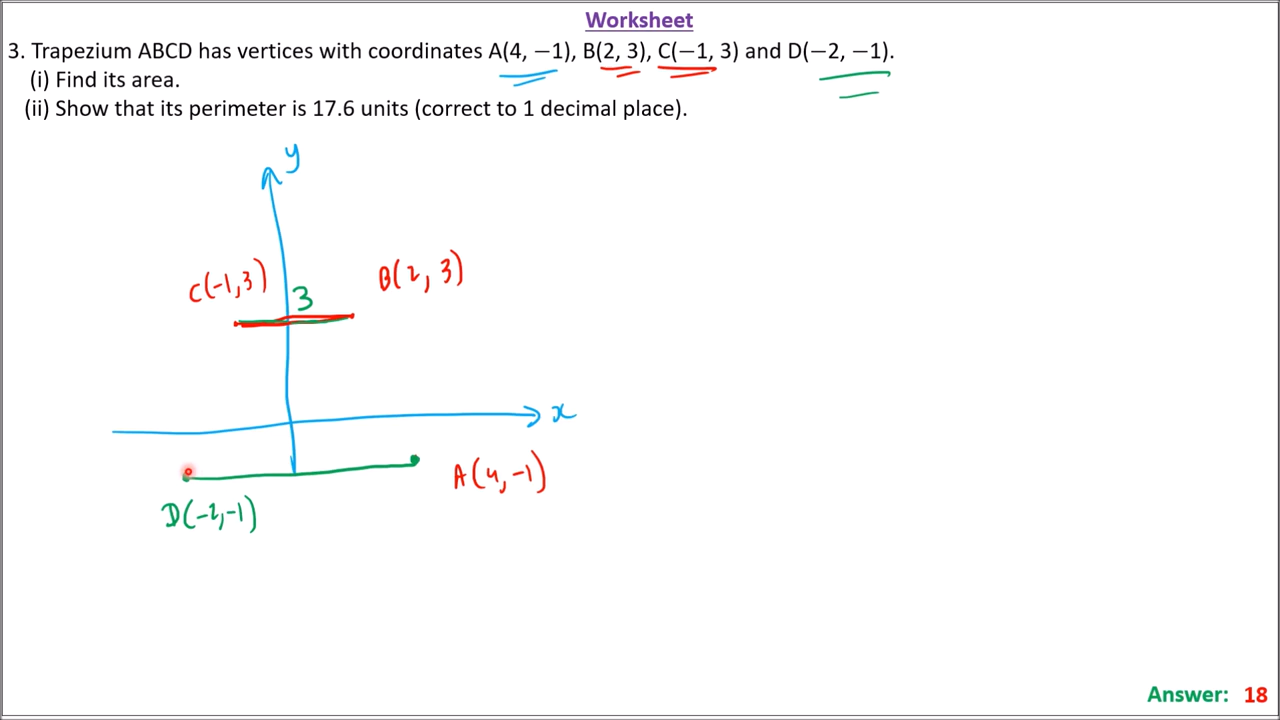 Worksheet
3. Trapezium ABCD has vertices with coordinates A(4, −1), B(2, 3), C(−1, 3) and D(−2, −1).
(i) Find its area.
(ii) Show that its perimeter is 17.6 units (correct to 1 decimal place).
y
C(-1,3)
3
B(2, 3)
x
A(4,-1)
D(-2,-1)
Answer: 18